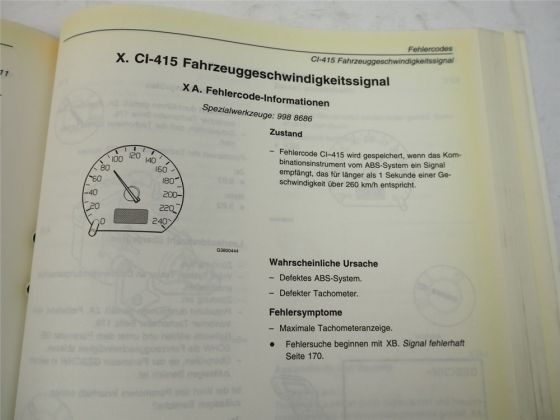 Fehlercodes
CI-415 Fahrzeuggeschwindigkeitssignal
11
X. CI-415 Fahrzeuggeschwindigkeitssignal
X A. Fehlercode-Informationen
Spezialwerkzeuge: 998 8686
Zustand
– Fehlercode CI-415 wird gespeichert, wenn das Kom-
binationsinstrument vom ABS-System ein Signal
empfängt, das für länger als 1 Sekunde einer Ge-
schwindigkeit über 260 km/h entspricht.
0 20 40 60 80 100 120 140 160 180 200 220 240
G3800444
Wahrscheinliche Ursache
– Defektes ABS-System.
– Defekter Tachometer.
Fehlersymptome
– Maximale Tachometeranzeige.
● Fehlersuche beginnen mit XB. Signal fehlerhaft
Seite 170.